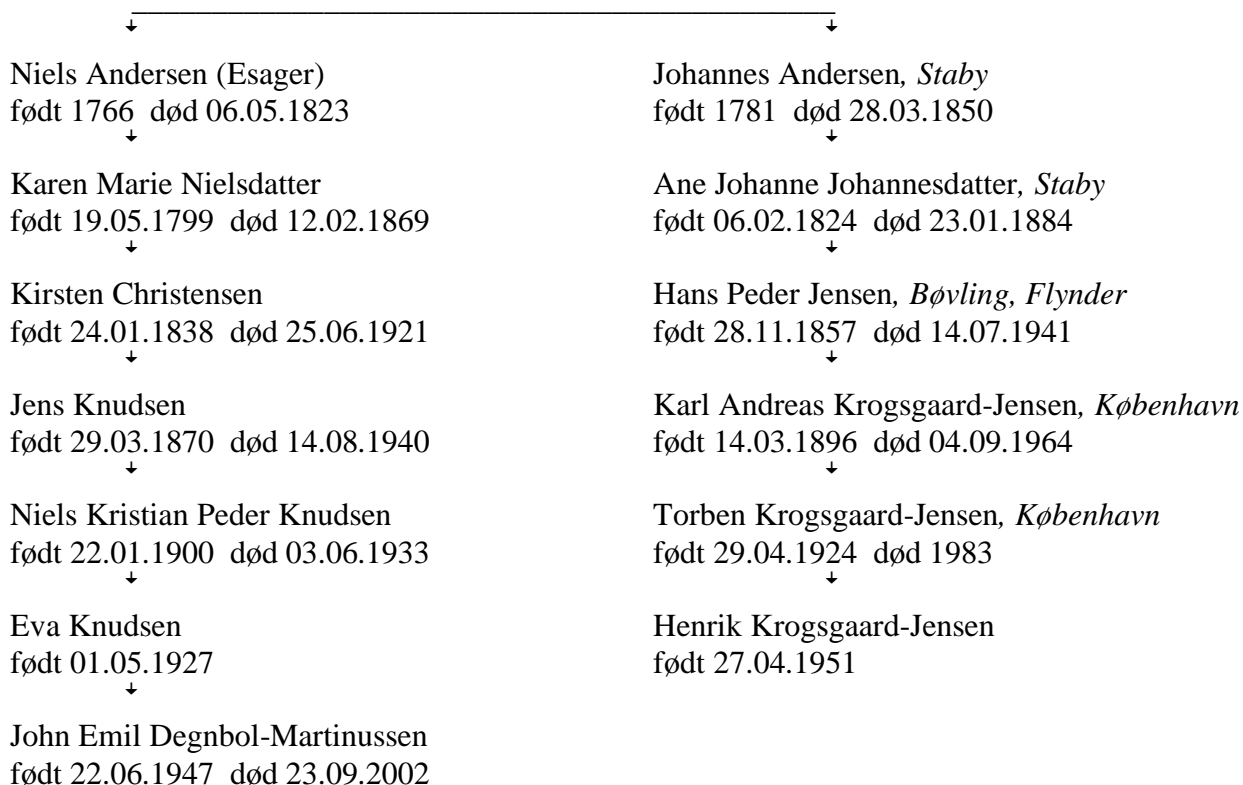 Niels Andersen (Esager)
født 1766 død 06.05.1823
Karen Marie Nielsdatter
født 19.05.1799 død 12.02.1869
Kirsten Christensen
født 24.01.1838 død 25.06.1921
Jens Knudsen
født 29.03.1870 død 14.08.1940
Niels Kristian Peder Knudsen
født 22.01.1900 død 03.06.1933
Eva Knudsen
født 01.05.1927
John Emil Degnbol-Martinussen
født 22.06.1947 død 23.09.2002
Johannes Andersen, Staby
født 1781 død 28.03.1850
Ane Johanne Johannesdatter, Staby
født 06.02.1824 død 23.01.1884
Hans Peder Jensen, Bøvling, Flynder
født 28.11.1857 død 14.07.1941
Karl Andreas Krogsgaard-Jensen, København
født 14.03.1896 død 04.09.1964
Torben Krogsgaard-Jensen, København
født 29.04.1924 død 1983
Henrik Krogsgaard-Jensen
født 27.04.1951